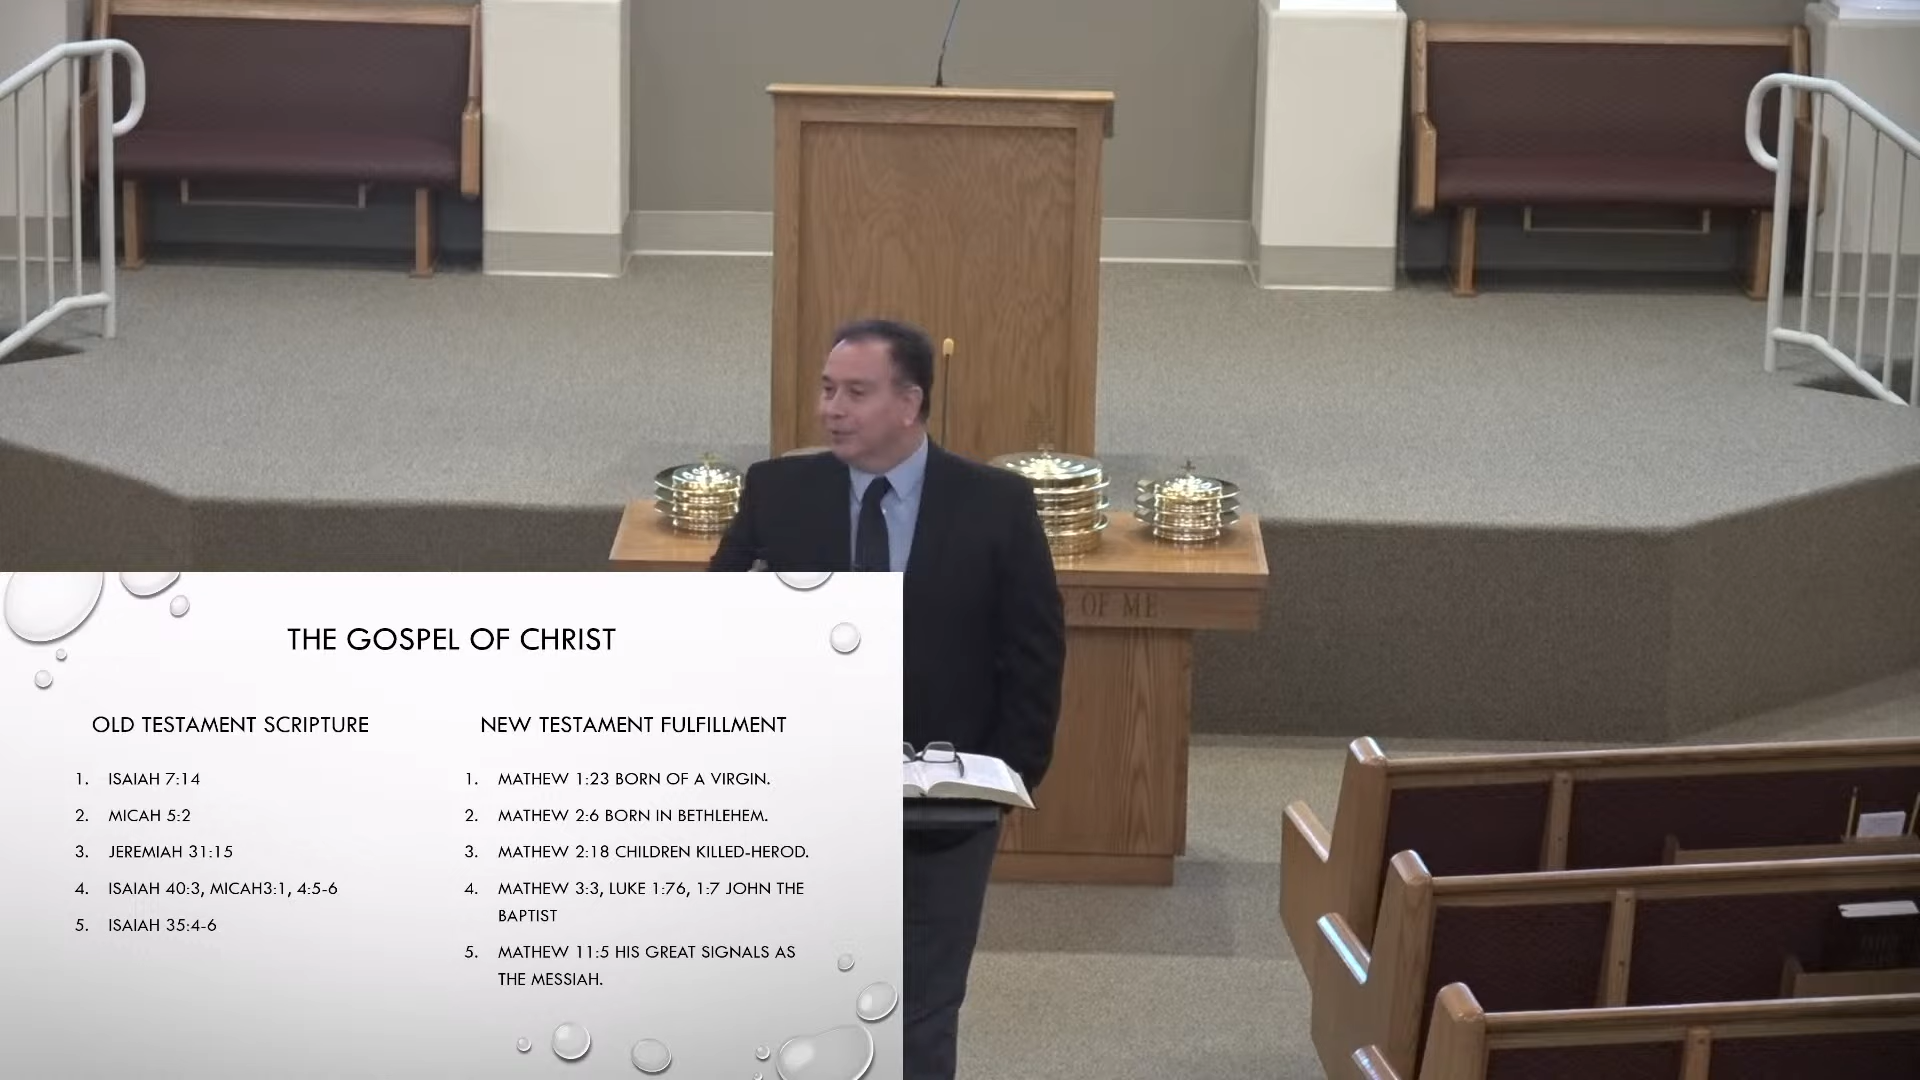 OF ME
THE GOSPEL OF CHRIST
OLD TESTAMENT SCRIPTURE
1. ISAIAH 7:14
2. MICAH 5:2
3. JEREMIAH 31:15
4. ISAIAH 40:3, MICAH3:1, 4:5-6
5. ISAIAH 35:4-6
NEW TESTAMENT FULFILLMENT
1. MATHEW 1:23 BORN OF A VIRGIN.
2. MATHEW 2:6 BORN IN BETHLEHEM.
3. MATHEW 2:18 CHILDREN KILLED-HEROD.
4. MATHEW 3:3, LUKE 1:76, 1:7 JOHN THE
BAPTIST
5. MATHEW 11:5 HIS GREAT SIGNALS AS
THE MESSIAH.